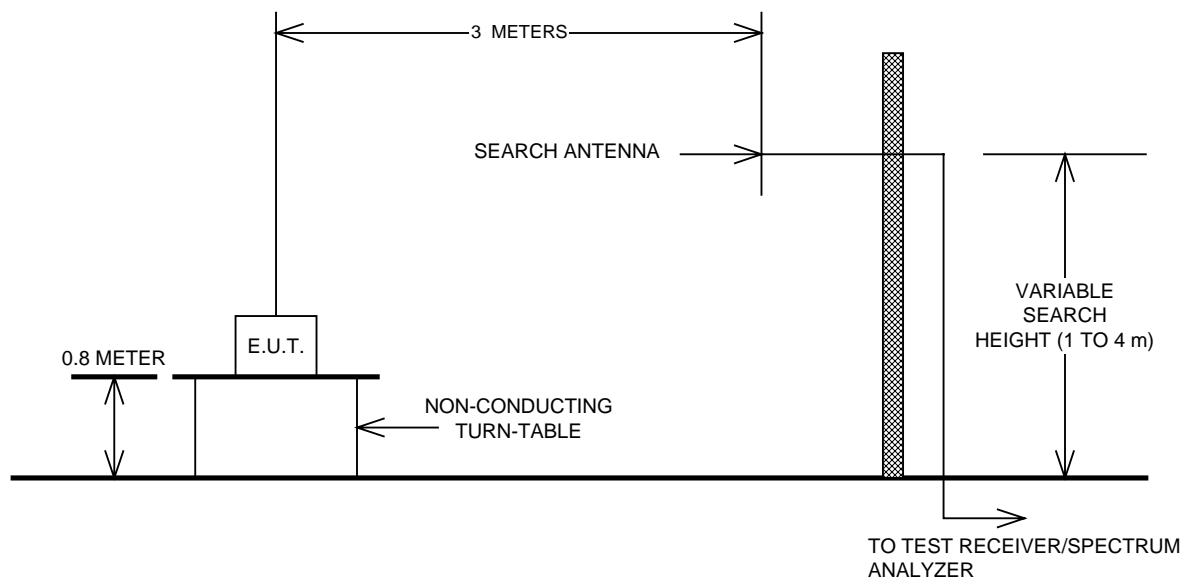 3 METERS
SEARCH ANTENNA
VARIABLE
SEARCH
HEIGHT (1 TO 4 m)
E.U.T.
0.8 METER
NON-CONDUCTING
TURN-TABLE
TO TEST RECEIVER/SPECTRUM
ANALYZER